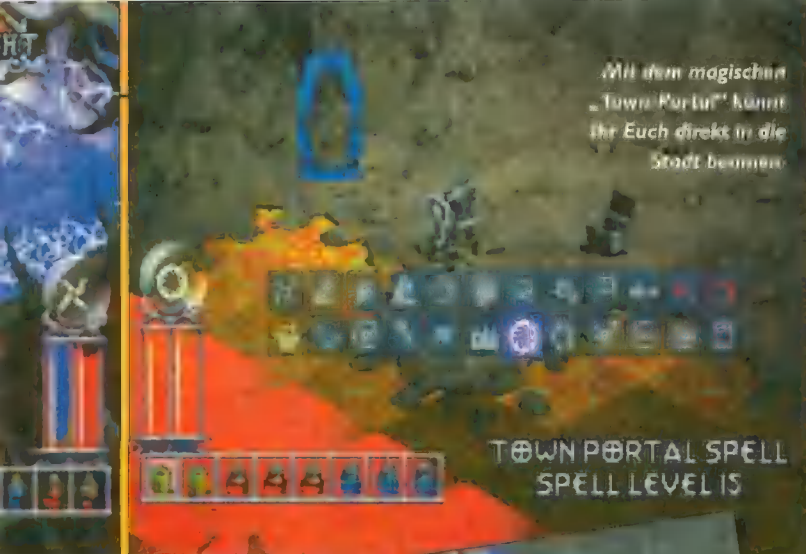 HT
Mit dem magischen
„Town Portal" könnt
Ihr Euch direkt in die
Stadt beamen.
TOWN PORTAL SPELL
SPELL LEVEL 15